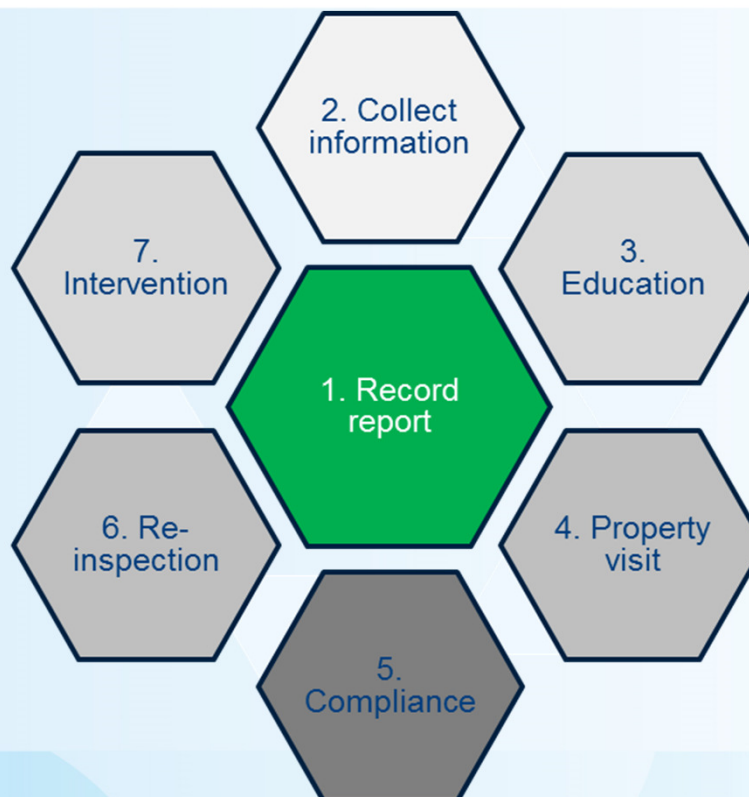 1. Record
report
2. Collect
information
3.
Education
4. Property
visit
5.
Compliance
6. Re-
inspection
7.
Intervention